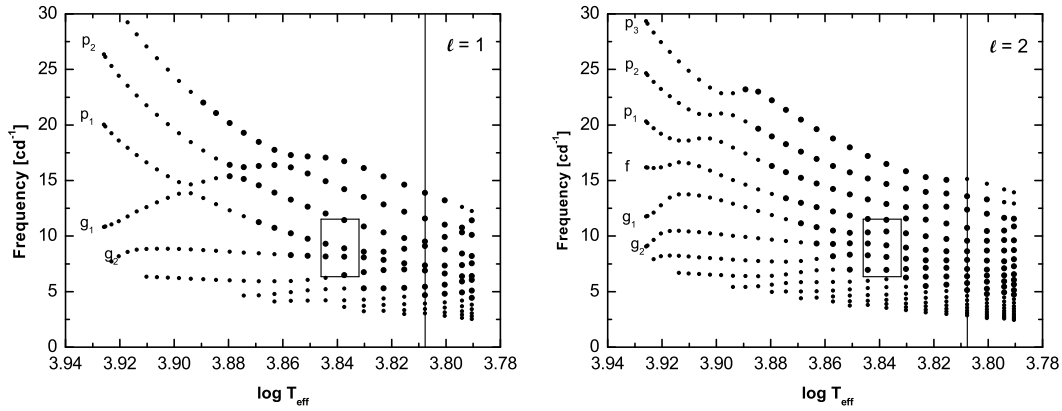 30
25
20
15
10
5
0
Frequency [cd⁻¹]
p₂
p₁
g₁
g₂
ℓ = 1
3.94 3.92 3.90 3.88 3.86 3.84 3.82 3.80 3.78
log T_eff
30
25
20
15
10
5
0
Frequency [cd⁻¹]
p₃
p₂
p₁
f
g₁
g₂
ℓ = 2
3.94 3.92 3.90 3.88 3.86 3.84 3.82 3.80 3.78
log T_eff